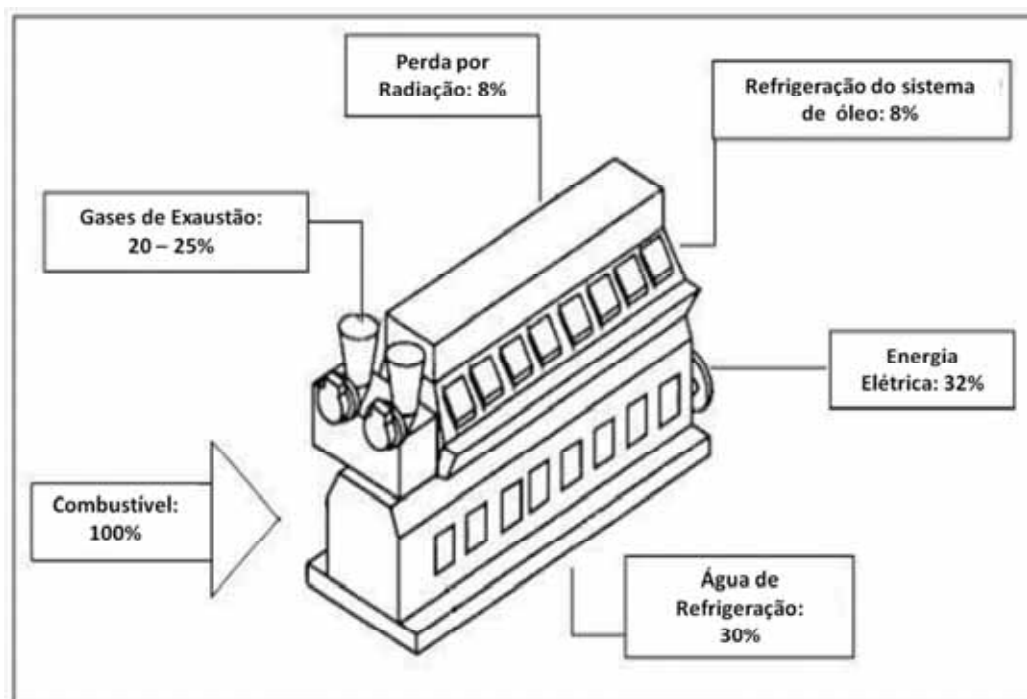 Perda por
Radiação: 8%
Refrigeração do sistema
de óleo: 8%
Gases de Exaustão:
20 – 25%
Energia
Elétrica: 32%
Combustível:
100%
Água de
Refrigeração:
30%